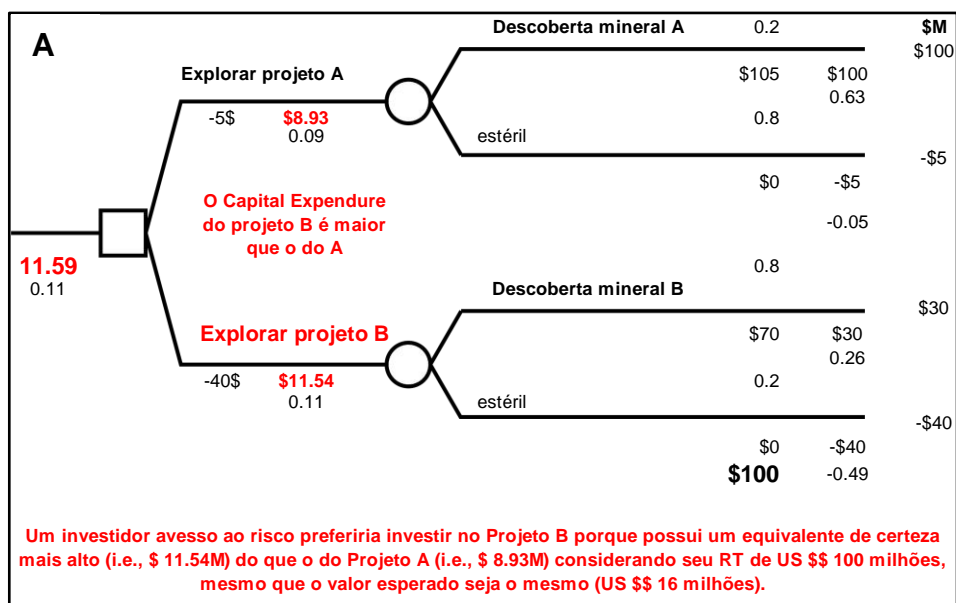 A
Descoberta mineral A
0.2
$M
$100
Explorar projeto A
$105
$100
0.63
-5$
$8.93
0.09
0.8
estéril
-$5
$0
-$5
-0.05
O Capital Expendure
do projeto B é maior
que o do A
11.59
0.11
0.8
Descoberta mineral B
$30
Explorar projeto B
$70
$30
0.26
-40$
$11.54
0.11
0.2
estéril
-$40
$0
-$40
$100
-0.49
Um investidor avesso ao risco preferiria investir no Projeto B porque possui um equivalente de certeza
mais alto (i.e., $ 11.54M) do que o do Projeto A (i.e., $ 8.93M) considerando seu RT de US $$ 100 milhões,
mesmo que o valor esperado seja o mesmo (US $$ 16 milhões).